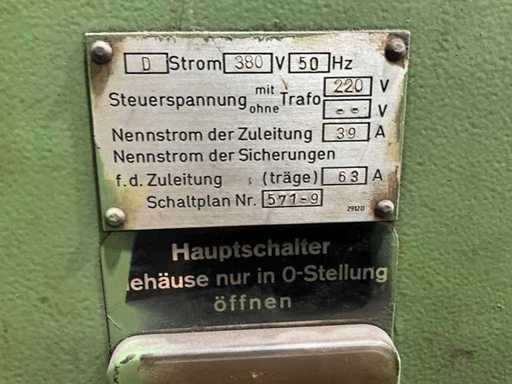 D Strom 380 V 50 Hz
Steuerspannung mit Trafo 220 V
ohne -- V
Nennstrom der Zuleitung 39 A
Nennstrom der Sicherungen
f.d. Zuleitung (träge) 63 A
Schaltplan Nr. 571-9
29120
Hauptschalter
ehäuse nur in 0-Stellung
öffnen